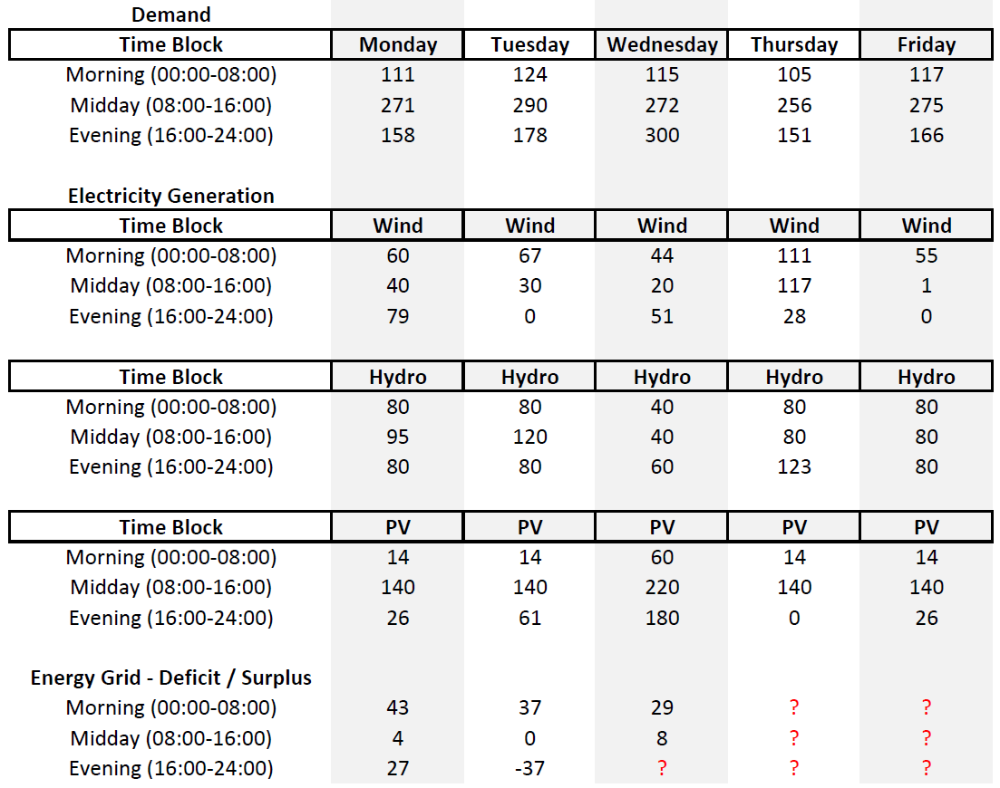 Demand
Time Block Monday Tuesday Wednesday Thursday Friday
Morning (00:00-08:00) 111 124 115 105 117
Midday (08:00-16:00) 271 290 272 256 275
Evening (16:00-24:00) 158 178 300 151 166
Electricity Generation
Time Block Wind Wind Wind Wind Wind
Morning (00:00-08:00) 60 67 44 111 55
Midday (08:00-16:00) 40 30 20 117 1
Evening (16:00-24:00) 79 0 51 28 0
Time Block Hydro Hydro Hydro Hydro Hydro
Morning (00:00-08:00) 80 80 40 80 80
Midday (08:00-16:00) 95 120 40 80 80
Evening (16:00-24:00) 80 80 60 123 80
Time Block PV PV PV PV PV
Morning (00:00-08:00) 14 14 60 14 14
Midday (08:00-16:00) 140 140 220 140 140
Evening (16:00-24:00) 26 61 180 0 26
Energy Grid - Deficit / Surplus
Morning (00:00-08:00) 43 37 29 ? ?
Midday (08:00-16:00) 4 0 8 ? ?
Evening (16:00-24:00) 27 -37 ? ? ?